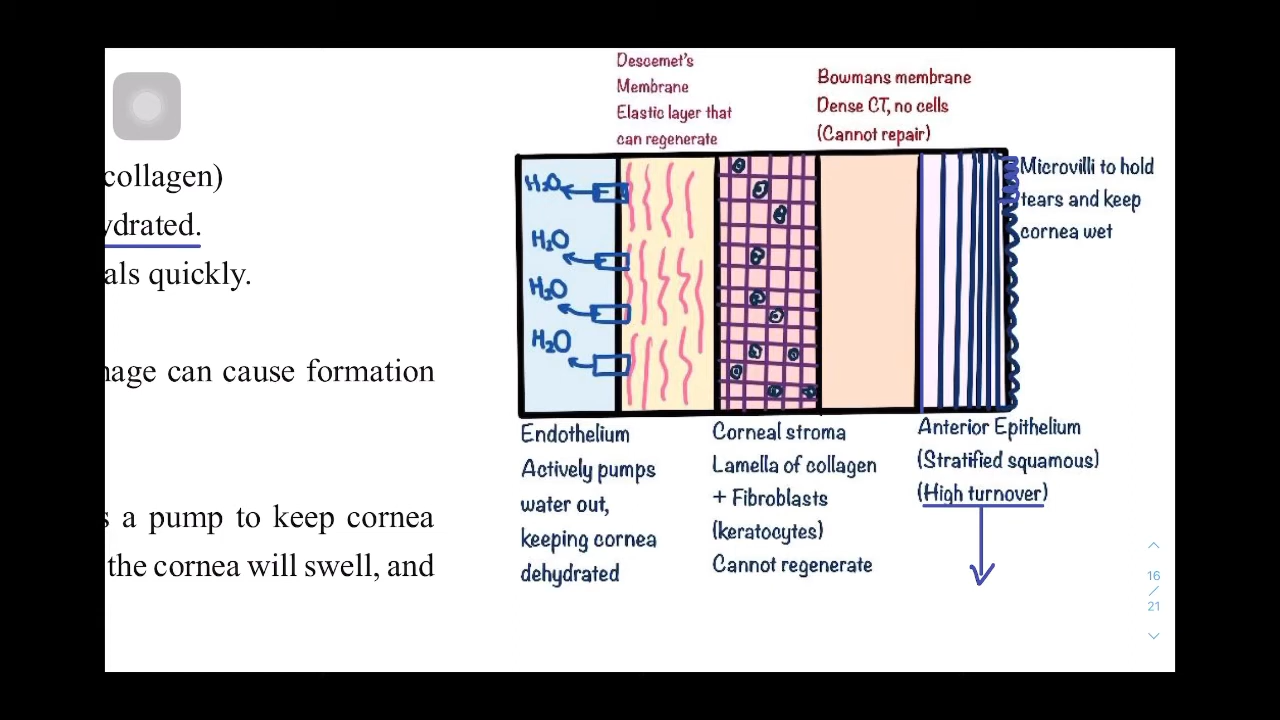 collagen)
ydrated.
als quickly.
nage can cause formation
s a pump to keep cornea
the cornea will swell, and
Descemet's
Membrane
Elastic layer that
can regenerate
Bowmans membrane
Dense CT, no cells
(Cannot repair)
H₂O
H₂O
H₂O
H₂O
Microvilli to hold
tears and keep
cornea wet
Endothelium
Actively pumps
water out,
keeping cornea
dehydrated
Corneal stroma
Lamella of collagen
+ Fibroblasts
(keratocytes)
Cannot regenerate
Anterior Epithelium
(Stratified squamous)
(High turnover)
16
/
21